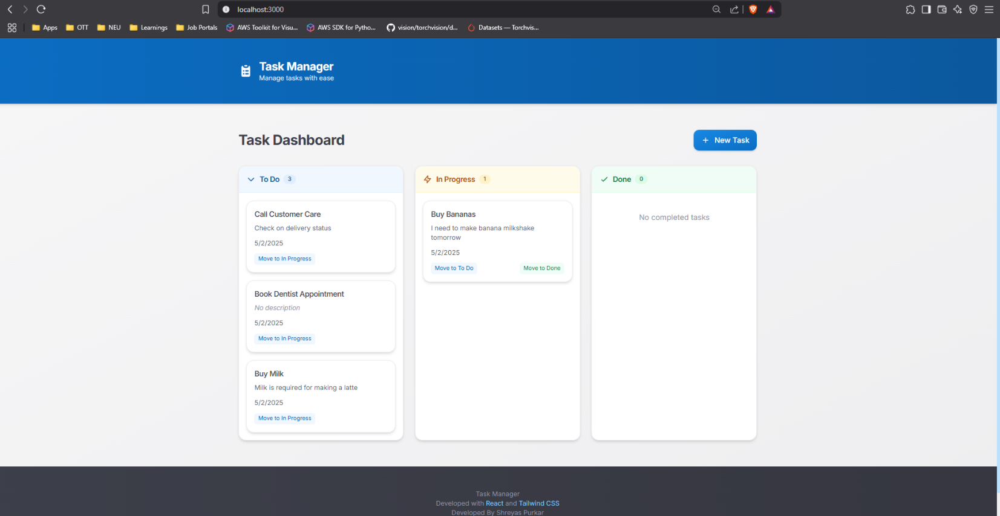 localhost:3000
Apps
OTT
NEU
Learnings
Job Portals
AWS Toolkit for Visu...
AWS SDK for Pytho...
vision/torchvision/d...
Datasets — Torchvis...
Task Manager
Manage tasks with ease
Task Dashboard
+ New Task
To Do 3
Call Customer Care
Check on delivery status
5/2/2025
Move to In Progress
Book Dentist Appointment
No description
5/2/2025
Move to In Progress
Buy Milk
Milk is required for making a latte
5/2/2025
Move to In Progress
In Progress 1
Buy Bananas
I need to make banana milkshake
tomorrow
5/2/2025
Move to To Do
Move to Done
Done 0
No completed tasks
Task Manager
Developed with React and Tailwind CSS
Developed By Shreyas Purkar